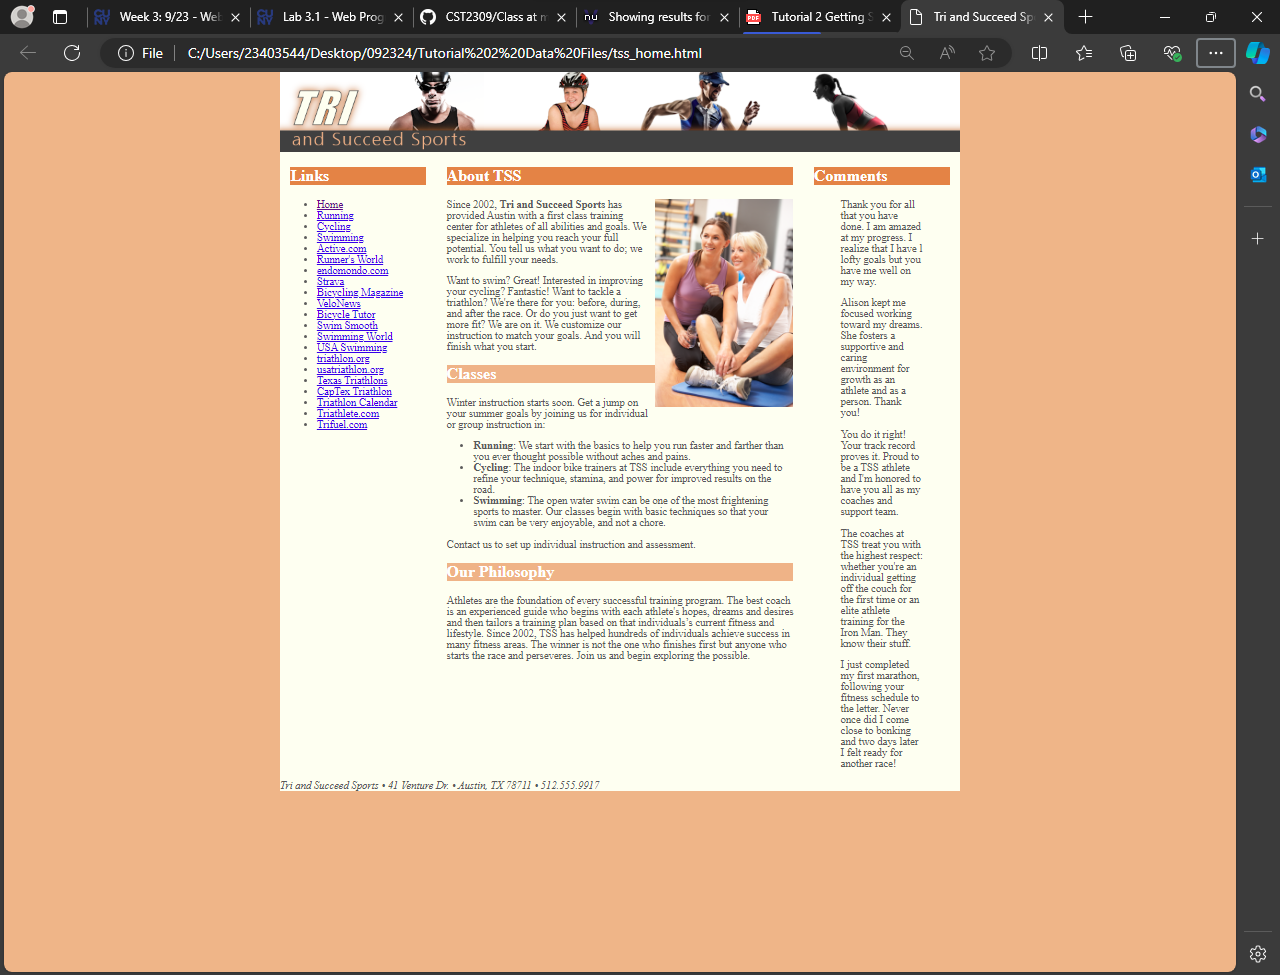 Week 3: 9/23 - Web
Lab 3.1 - Web Prog
CST2309/Class at m
Showing results for
Tutorial 2 Getting S
Tri and Succeed Sp
File
C:/Users/23403544/Desktop/092324/Tutorial%202%20Data%20Files/tss_home.html
TRI
and Succeed Sports
Links
Home
Running
Cycling
Swimming
Active.com
Runner's World
endomondo.com
Strava
Bicycling Magazine
VeloNews
Bicycle Tutor
Swim Smooth
Swimming World
USA Swimming
triathlon.org
usatriathlon.org
Texas Triathlons
CapTex Triathlon
Triathlon Calendar
Triathlete.com
Trifuel.com
About TSS
Since 2002, Tri and Succeed Sports has
provided Austin with a first class training
center for athletes of all abilities and goals. We
specialize in helping you reach your full
potential. You tell us what you want to do; we
work to fulfill your needs.
Want to swim? Great! Interested in improving
your cycling? Fantastic! Want to tackle a
triathlon? We're there for you: before, during,
and after the race. Or do you just want to get
more fit? We are on it. We customize our
instruction to match your goals. And you will
finish what you start.
Classes
Winter instruction starts soon. Get a jump on
your summer goals by joining us for individual
or group instruction in:
Running: We start with the basics to help you run faster and farther than
you ever thought possible without aches and pains.
Cycling: The indoor bike trainers at TSS include everything you need to
refine your technique, stamina, and power for improved results on the
road.
Swimming: The open water swim can be one of the most frightening
sports to master. Our classes begin with basic techniques so that your
swim can be very enjoyable, and not a chore.
Contact us to set up individual instruction and assessment.
Our Philosophy
Athletes are the foundation of every successful training program. The best coach
is an experienced guide who begins with each athlete's hopes, dreams and desires
and then tailors a training plan based on that individuals's current fitness and
lifestyle. Since 2002, TSS has helped hundreds of individuals achieve success in
many fitness areas. The winner is not the one who finishes first but anyone who
starts the race and perseveres. Join us and begin exploring the possible.
Comments
Thank you for all
that you have
done. I am amazed
at my progress. I
realize that I have l
lofty goals but you
have me well on
my way.
Alison kept me
focused working
toward my dreams.
She fosters a
supportive and
caring
environment for
growth as an
athlete and as a
person. Thank
you!
You do it right!
Your track record
proves it. Proud to
be a TSS athlete
and I'm honored to
have you all as my
coaches and
support team.
The coaches at
TSS treat you with
the highest respect:
whether you're an
individual getting
off the couch for
the first time or an
elite athlete
training for the
Iron Man. They
know their stuff.
I just completed
my first marathon,
following your
fitness schedule to
the letter. Never
once did I come
close to bonking
and two days later
I felt ready for
another race!
Tri and Succeed Sports • 41 Venture Dr. • Austin, TX 78711 • 512.555.9917